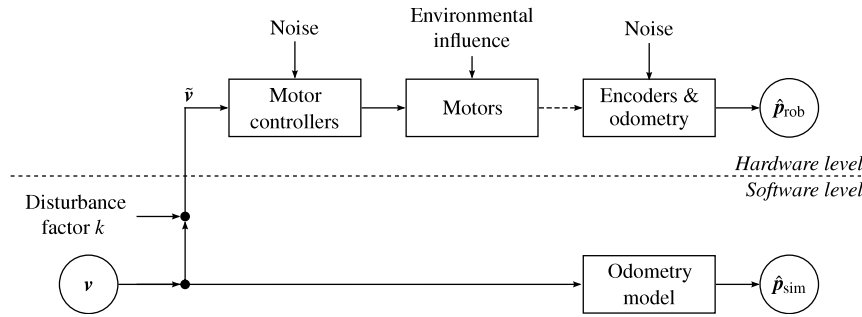 Noise
Environmental
influence
Noise
ṽ
Motor
controllers
Motors
Encoders &
odometry
p̂rob
Hardware level
Software level
Disturbance
factor k
v
Odometry
model
p̂sim